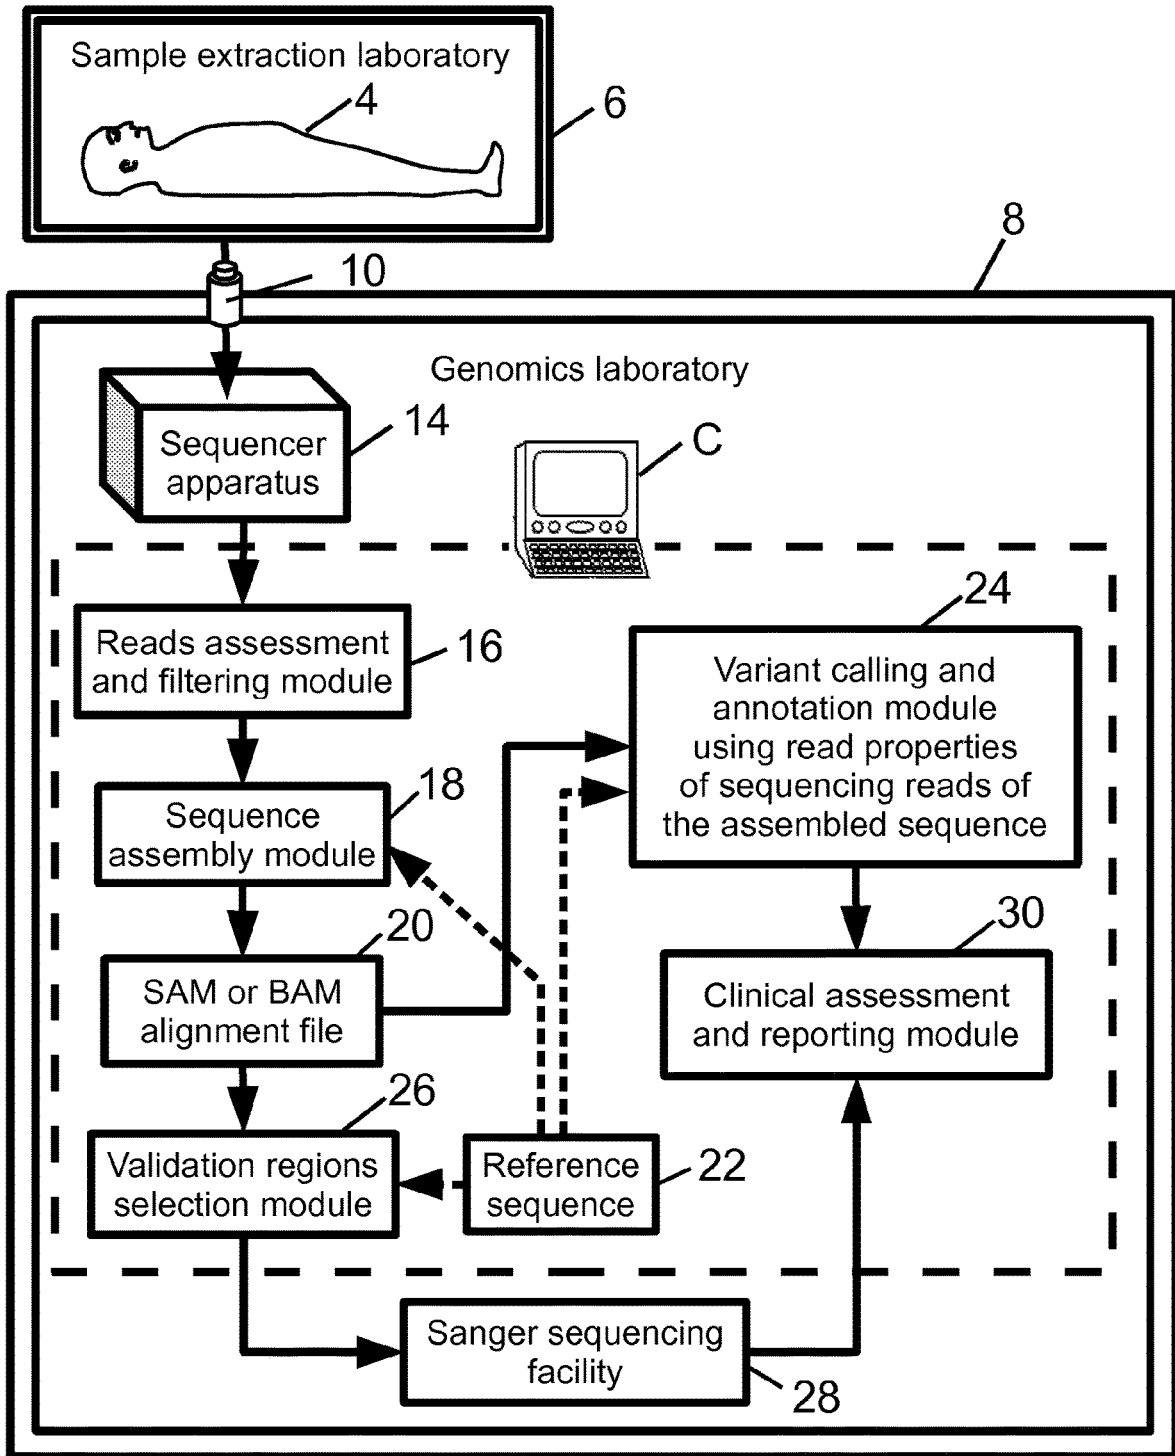 Sample extraction laboratory
4
6
8
10
Genomics laboratory
Sequencer
apparatus
14
C
24
Reads assessment
and filtering module
16
Variant calling and
annotation module
using read properties
of sequencing reads of
the assembled sequence
18
Sequence
assembly module
20
30
SAM or BAM
alignment file
Clinical assessment
and reporting module
26
Validation regions
selection module
Reference
sequence
22
Sanger sequencing
facility
28